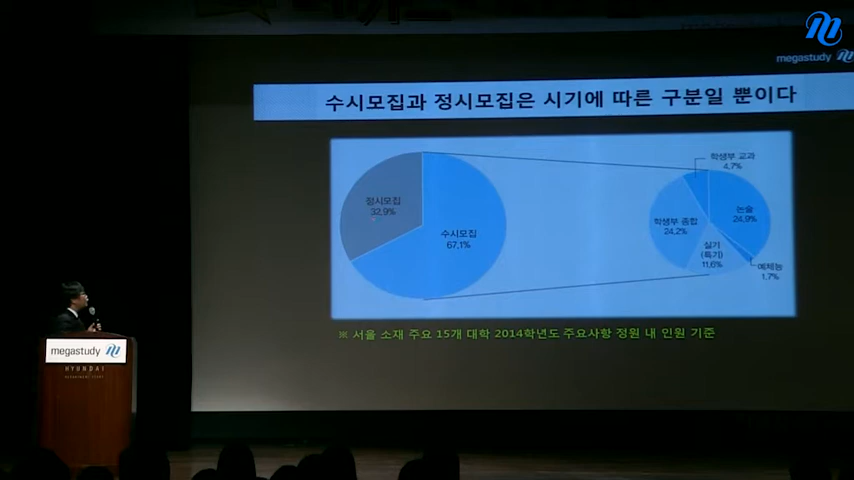 megastudy
수시모집과 정시모집은 시기에 따른 구분일 뿐이다
정시모집
32.9%
수시모집
67.1%
학생부 교과
4.7%
논술
24.9%
학생부 종합
24.2%
실기
(특기)
11.6%
예체능
1.7%
※ 서울 소재 주요 15개 대학 2014학년도 주요사항 정원 내 인원 기준
megastudy
HYUNDAI
DEPARTMENT STORE